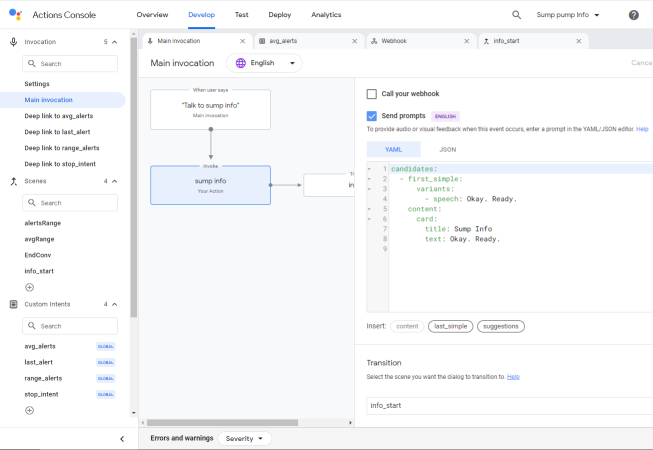 Actions Console
Overview
Develop
Test
Deploy
Analytics
Sump pump Info
Invocation
5
Search
Settings
Main invocation
Deep link to avg_alerts
Deep link to last_alert
Deep link to range_alerts
Deep link to stop_intent
Scenes
4
Search
alertsRange
avgRange
EndConv
info_start
Custom Intents
4
Search
avg_alerts
GLOBAL
last_alert
GLOBAL
range_alerts
GLOBAL
stop_intent
GLOBAL
Main invocation
avg_alerts
Webhook
info_start
Main invocation
English
Cance
When user says
"Talk to sump info"
Main invocation
Invoke
sump info
Your Action
in
Call your webhook
Send prompts
ENGLISH
To provide audio or visual feedback when this event occurs, enter a prompt in the YAML/JSON editor. Help
YAML
JSON
1 candidates:
2 - first_simple:
3 variants:
4 - speech: Okay. Ready.
5 content:
6 card:
7 title: Sump Info
8 text: Okay. Ready.
9
Insert:
content
last_simple
suggestions
Transition
Select the scene you want the dialog to transition to. Help
info_start
Errors and warnings
Severity